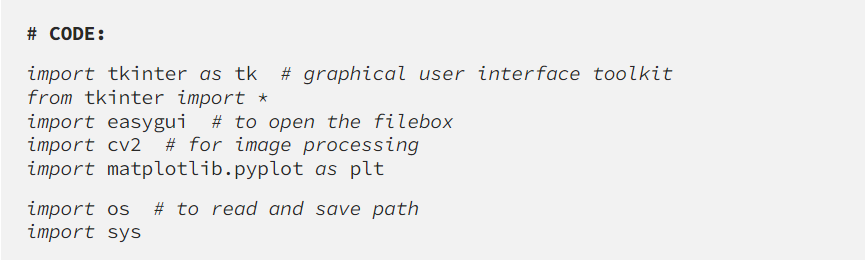 # CODE:
import tkinter as tk  # graphical user interface toolkit
from tkinter import *
import easygui  # to open the filebox
import cv2  # for image processing
import matplotlib.pyplot as plt
import os  # to read and save path
import sys